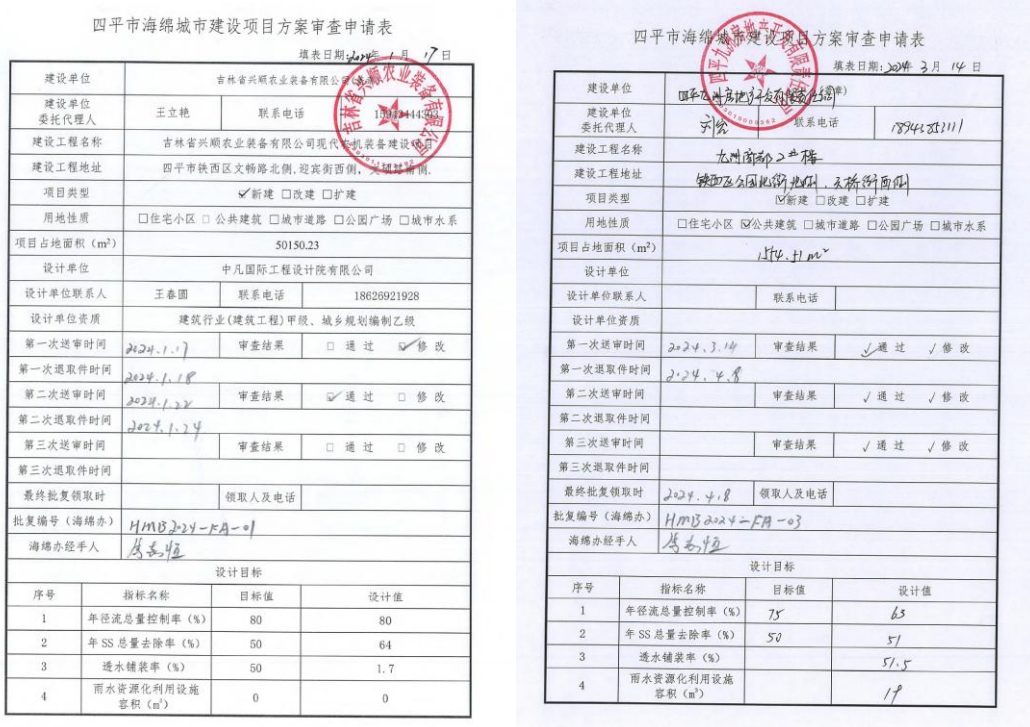 四平市海绵城市建设项目方案审查申请表
填表日期:2024年 1 月 17 日
建设单位 吉林省兴顺农业装备有限公司
建设单位委托代理人 王立艳 联系电话
建设工程名称 吉林省兴顺农业装备有限公司现代农机装备建设项目
建设工程地址 四平市铁西区文畅路北侧,迎宾街西侧,
项目类型 ☑新建 □改建 □扩建
用地性质 □住宅小区 □ 公共建筑 □城市道路 □公园广场 □城市水系
项目占地面积（m²） 50150.23
设计单位 中凡国际工程设计院有限公司
设计单位联系人 王春圆 联系电话 18626921928
设计单位资质 建筑行业(建筑工程)甲级、城乡规划编制乙级
第一次送审时间 2024.1.17 审查结果 □ 通 过 ☑ 修 改
第一次退取件时间 2024.1.18
第二次送审时间 2024.1.22 审查结果 ☑ 通 过 □ 修 改
第二次退取件时间 2024.1.24
第三次送审时间 审查结果 □ 通 过 □ 修 改
第三次退取件时间
最终批复领取时 领取人及电话
批复编号（海绵办） HMB2024-FA-01
海绵办经手人
设计目标
序号 指标名称 目标值 设计值
1 年径流总量控制率（%） 80 80
2 年 SS 总量去除率（%） 50 64
3 透水铺装率（%） 50 1.7
4 雨水资源化利用设施容积（m³） 0 0
四平市海绵城市建设项目方案审查申请表
填表日期:2024年 3 月 14 日
建设单位 四平九州房地产开发有限责任公司
建设单位委托代理人 联系电话
建设工程名称 九州商都2#楼
建设工程地址 铁西区公园北街北侧、天桥街西侧
项目类型 ☑新建 □改建 □扩建
用地性质 □住宅小区 ☑公共建筑 □城市道路 □公园广场 □城市水系
项目占地面积（m²） 1574.51m²
设计单位
设计单位联系人 联系电话
设计单位资质
第一次送审时间 2024.3.14 审查结果 √ 通 过 √ 修 改
第一次退取件时间 2024.4.8
第二次送审时间 审查结果 √ 通 过 √ 修 改
第二次退取件时间
第三次送审时间 审查结果 √ 通 过 √ 修 改
第三次退取件时间
最终批复领取时 2024.4.8 领取人及电话
批复编号（海绵办） HMB2024-FA-03
海绵办经手人
设计目标
序号 指标名称 目标值 设计值
1 年径流总量控制率（%） 75 63
2 年 SS 总量去除率（%） 50 51
3 透水铺装率（%） 51.5
4 雨水资源化利用设施容积（m³） 19